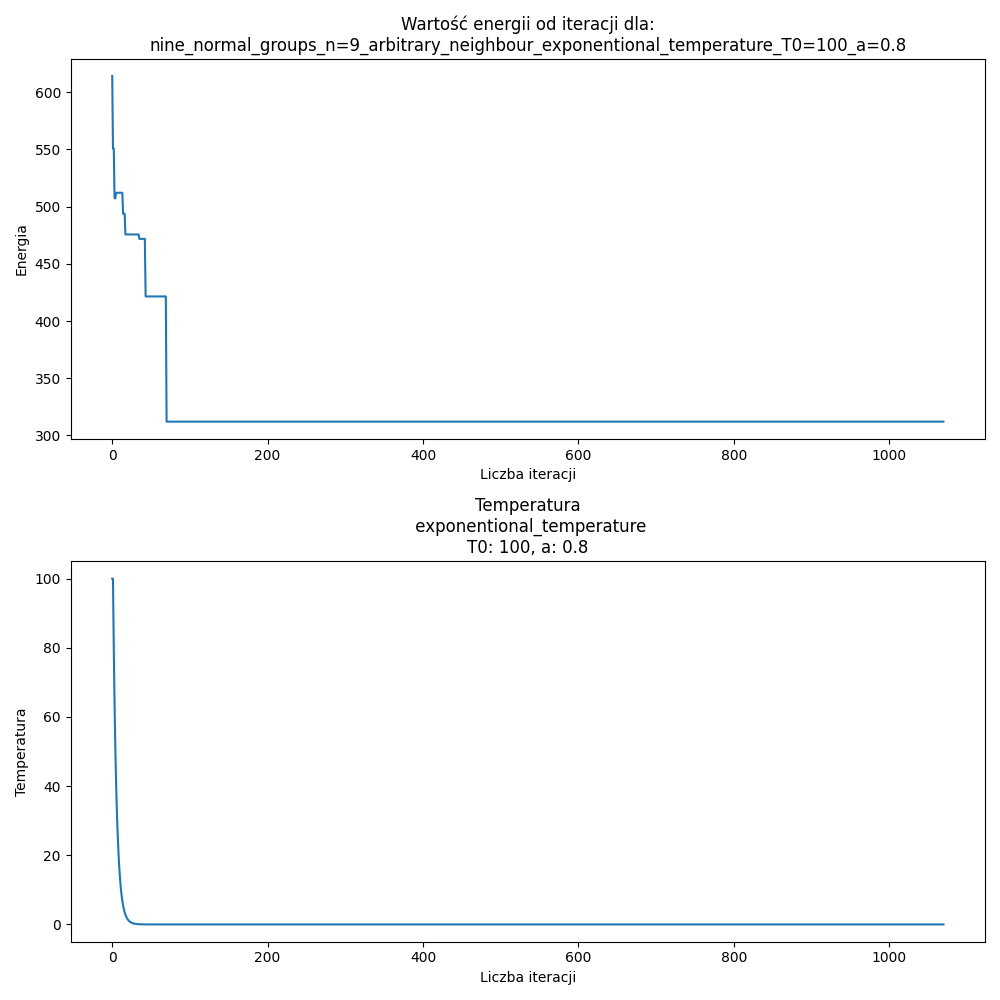 Wartość energii od iteracji dla:
nine_normal_groups_n=9_arbitrary_neighbour_exponentional_temperature_T0=100_a=0.8
600
550
500
450
400
350
300
Energia
0 200 400 600 800 1000
Liczba iteracji
Temperatura
exponentional_temperature
T0: 100, a: 0.8
100
80
60
40
20
0
Temperatura
0 200 400 600 800 1000
Liczba iteracji